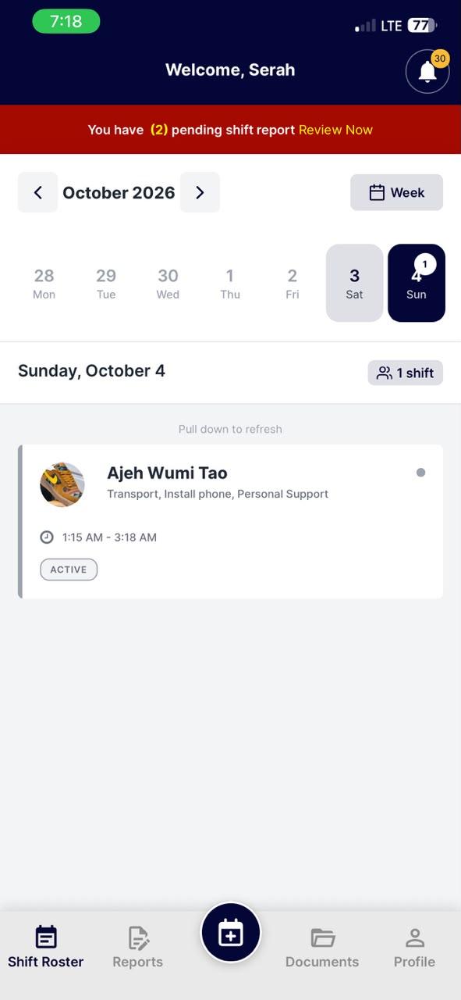 7:18
LTE 77
Welcome, Serah
30
You have (2) pending shift report Review Now
October 2026
Week
28 29 30 1 2 3 4 1
Mon Tue Wed Thu Fri Sat Sun
Sunday, October 4
1 shift
Pull down to refresh
Ajeh Wumi Tao
Transport, Install phone, Personal Support
1:15 AM - 3:18 AM
ACTIVE
Shift Roster Reports Documents Profile